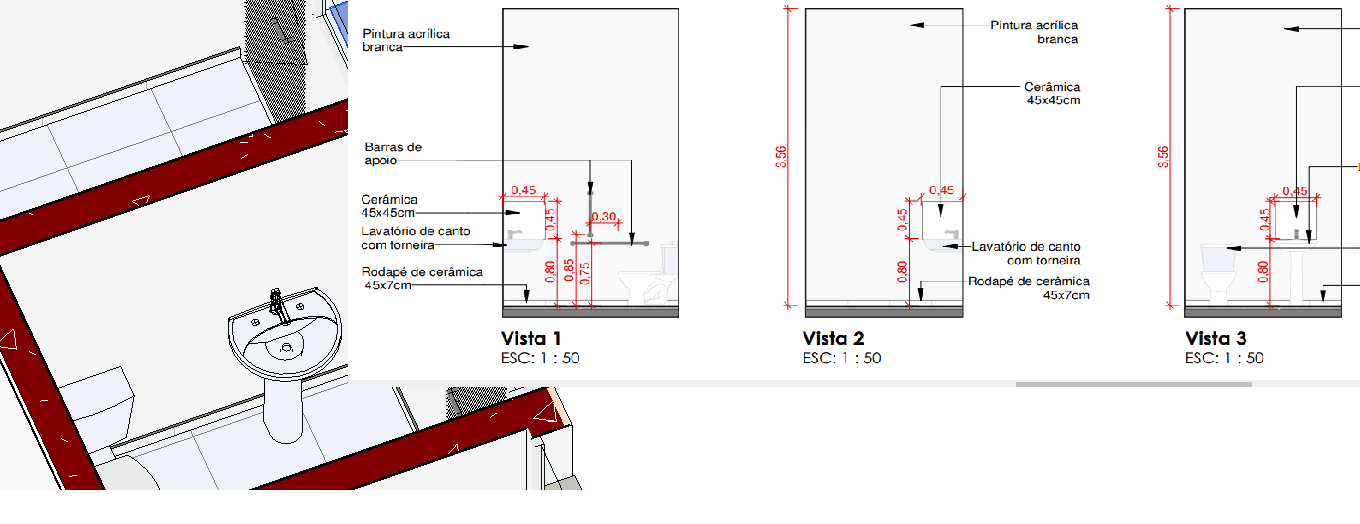 Pintura acrílica
branca
Barras de
apoio
Cerâmica
45x45cm
Lavatório de canto
com torneira
Rodapé de cerâmica
45x7cm
0,45
0,45
0,30
0,80
0,85
0,75
Vista 1
ESC: 1 : 50
3,56
Pintura acrílica
branca
Cerâmica
45x45cm
0,45
0,45
0,80
Lavatório de canto
com torneira
Rodapé de cerâmica
45x7cm
Vista 2
ESC: 1 : 50
3,56
0,45
0,45
0,80
Vista 3
ESC: 1 : 50